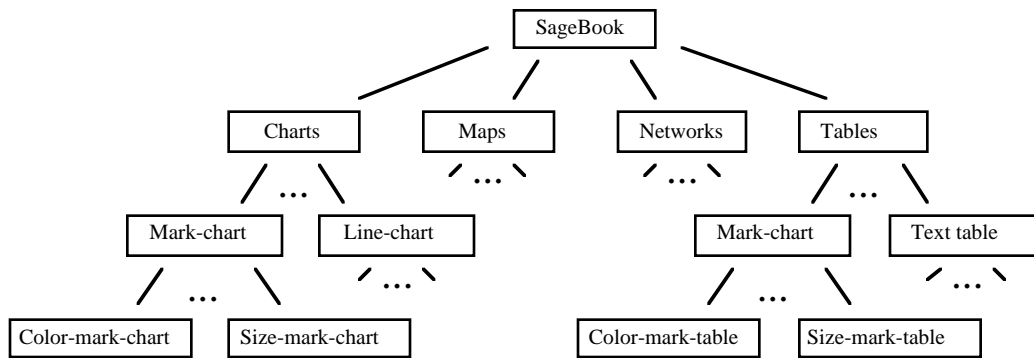 SageBook
Charts Maps Networks Tables
... ... ... ...
Mark-chart Line-chart Mark-chart Text table
... ... ... ...
Color-mark-chart Size-mark-chart Color-mark-table Size-mark-table